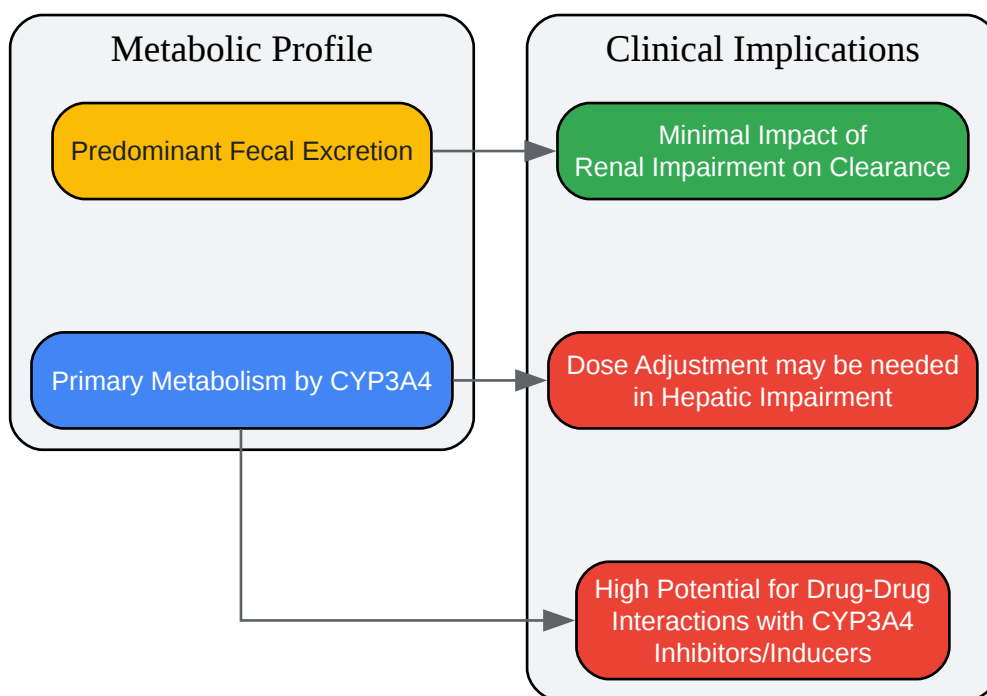 Metabolic Profile
Predominant Fecal Excretion
Primary Metabolism by CYP3A4
Clinical Implications
Minimal Impact of
Renal Impairment on Clearance
Dose Adjustment may be needed
in Hepatic Impairment
High Potential for Drug-Drug
Interactions with CYP3A4
Inhibitors/Inducers